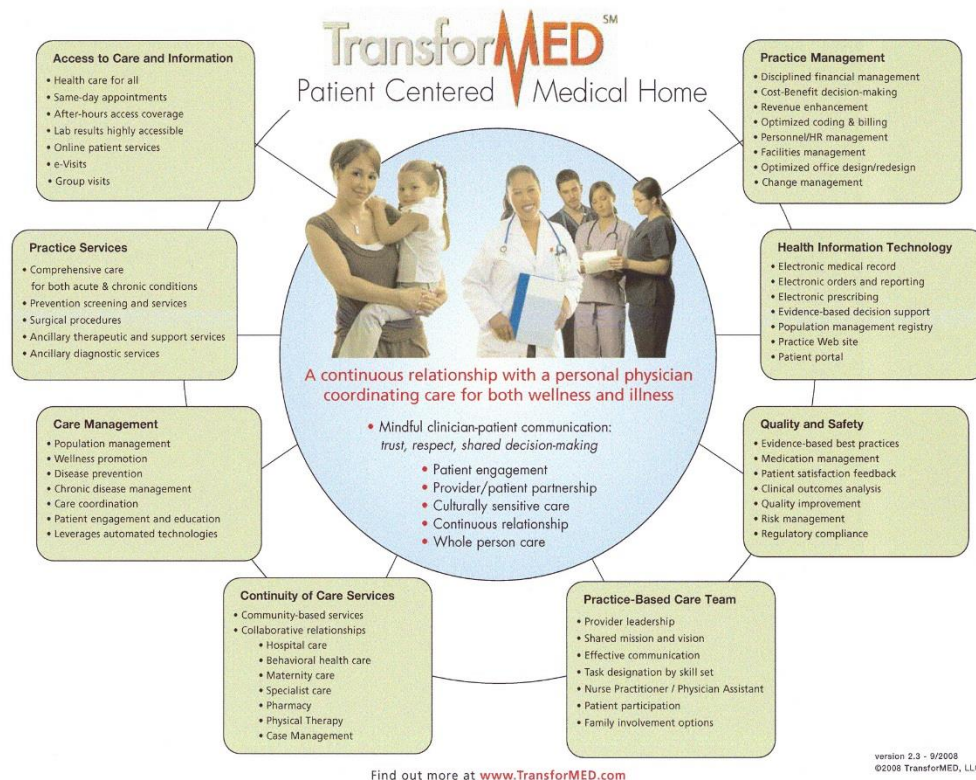 TransforMED SM
Patient Centered Medical Home
Access to Care and Information
• Health care for all
• Same-day appointments
• After-hours access coverage
• Lab results highly accessible
• Online patient services
• e-Visits
• Group visits
Practice Services
• Comprehensive care
for both acute & chronic conditions
• Prevention screening and services
• Surgical procedures
• Ancillary therapeutic and support services
• Ancillary diagnostic services
Care Management
• Population management
• Wellness promotion
• Disease prevention
• Chronic disease management
• Care coordination
• Patient engagement and education
• Leverages automated technologies
Continuity of Care Services
• Community-based services
• Collaborative relationships
• Hospital care
• Behavioral health care
• Maternity care
• Specialist care
• Pharmacy
• Physical Therapy
• Case Management
A continuous relationship with a personal physician
coordinating care for both wellness and illness
• Mindful clinician-patient communication:
trust, respect, shared decision-making
• Patient engagement
• Provider/patient partnership
• Culturally sensitive care
• Continuous relationship
• Whole person care
Practice Management
• Disciplined financial management
• Cost-Benefit decision-making
• Revenue enhancement
• Optimized coding & billing
• Personnel/HR management
• Facilities management
• Optimized office design/redesign
• Change management
Health Information Technology
• Electronic medical record
• Electronic orders and reporting
• Electronic prescribing
• Evidence-based decision support
• Population management registry
• Practice Web site
• Patient portal
Quality and Safety
• Evidence-based best practices
• Medication management
• Patient satisfaction feedback
• Clinical outcomes analysis
• Quality improvement
• Risk management
• Regulatory compliance
Practice-Based Care Team
• Provider leadership
• Shared mission and vision
• Effective communication
• Task designation by skill set
• Nurse Practitioner / Physician Assistant
• Patient participation
• Family involvement options
Find out more at www.TransforMED.com
version 2.3 - 9/2008
©2008 TransforMED, LL